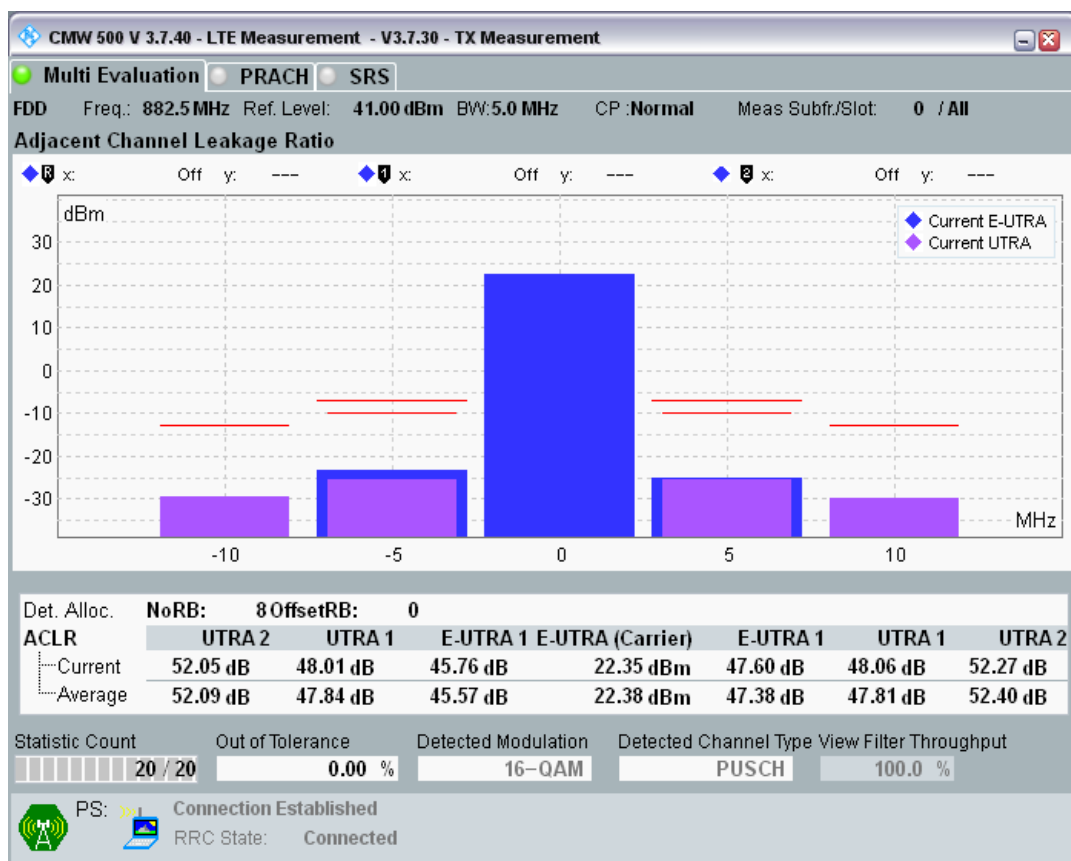 CMW 500 V 3.7.40 - LTE Measurement - V3.7.30 - TX Measurement
Multi Evaluation PRACH SRS
FDD Freq.: 882.5 MHz Ref. Level: 41.00 dBm BW:5.0 MHz CP :Normal Meas Subfr./Slot: 0 / All
Adjacent Channel Leakage Ratio
R x: Off y: --- 1 x: Off y: --- 2 x: Off y: ---
dBm
Current E-UTRA
Current UTRA
30
20
10
0
-10
-20
-30
MHz
-10 -5 0 5 10
Det. Alloc. NoRB: 8 OffsetRB: 0
ACLR UTRA 2 UTRA 1 E-UTRA 1 E-UTRA (Carrier) E-UTRA 1 UTRA 1 UTRA 2
Current 52.05 dB 48.01 dB 45.76 dB 22.35 dBm 47.60 dB 48.06 dB 52.27 dB
Average 52.09 dB 47.84 dB 45.57 dB 22.38 dBm 47.38 dB 47.81 dB 52.40 dB
Statistic Count Out of Tolerance Detected Modulation Detected Channel Type View Filter Throughput
20 / 20 0.00 % 16-QAM PUSCH 100.0 %
PS: Connection Established
RRC State: Connected